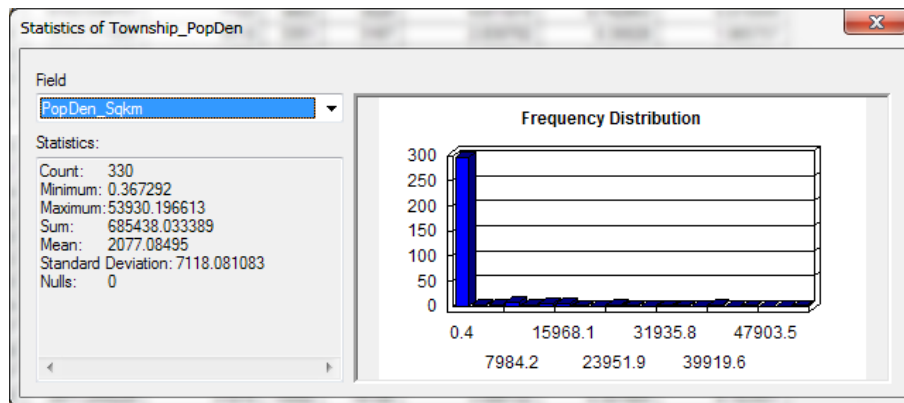 Statistics of Township_PopDen
Field
PopDen_Sqkm
Statistics:
Count: 330
Minimum: 0.367292
Maximum: 53930.196613
Sum: 685438.033389
Mean: 2077.08495
Standard Deviation: 7118.081083
Nulls: 0
Frequency Distribution
300
250
200
150
100
50
0
0.4 15968.1 31935.8 47903.5
7984.2 23951.9 39919.6